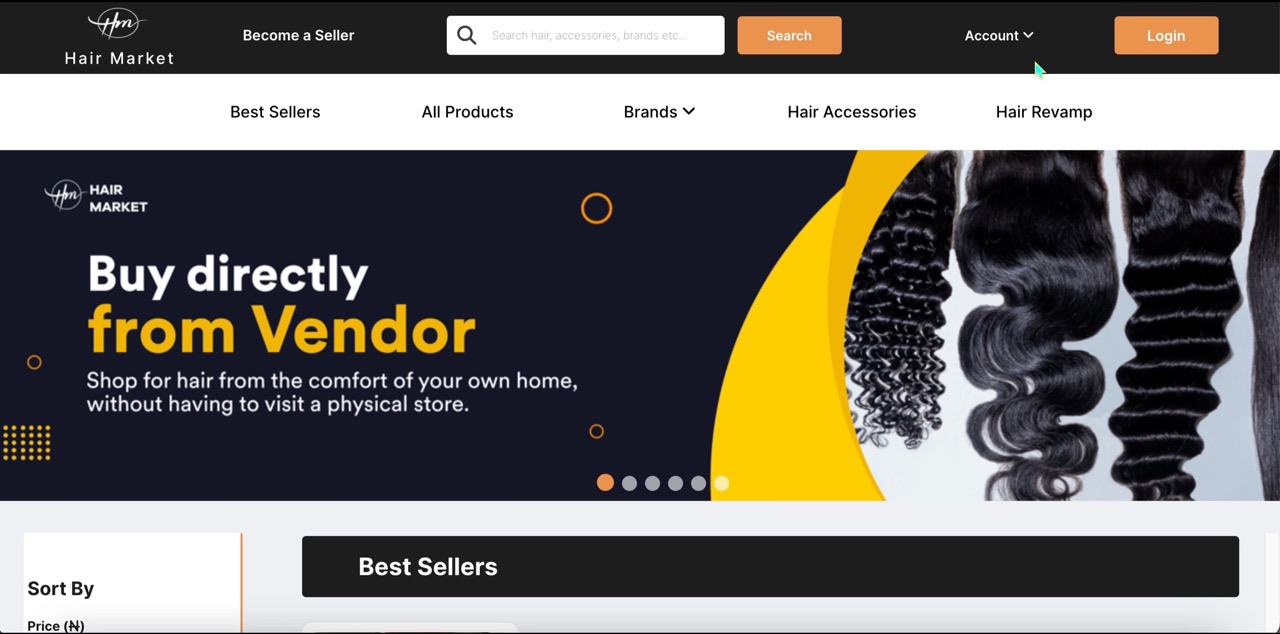 Hm
Hair Market
Become a Seller
Search hair, accessories, brands etc...
Search
Account
Login
Best Sellers
All Products
Brands
Hair Accessories
Hair Revamp
Hm HAIR
MARKET
Buy directly
from Vendor
Shop for hair from the comfort of your own home,
without having to visit a physical store.
Best Sellers
Sort By
Price (₦)